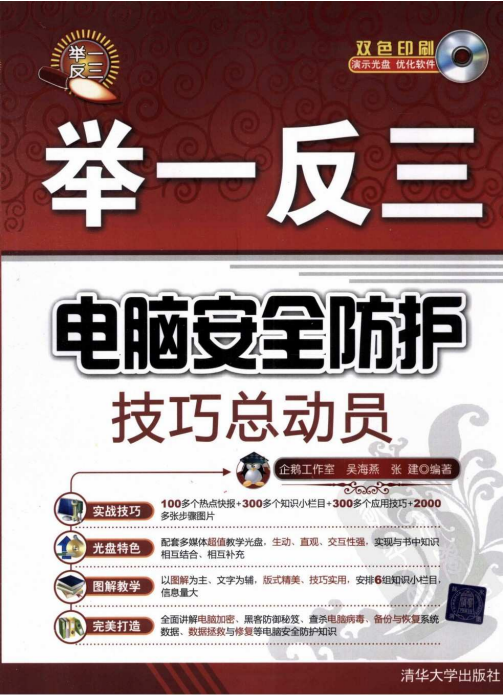 举一
反三
双色印刷
演示光盘 优化软件
举一反三
电脑安全防护
技巧总动员
企鹅工作室 吴海燕 张 建◎编著
实战技巧
100多个热点快报+300多个知识小栏目+300多个应用技巧+2000
多张步骤图片
光盘特色
配套多媒体超值教学光盘，生动、直观、交互性强，实现与书中知识
相互结合、相互补充
图解教学
以图解为主、文字为辅，版式精美、技巧实用，安排6组知识小栏目，
信息量大
完美打造
全面讲解电脑加密、黑客防御秘笈、查杀电脑病毒、备份与恢复系统
数据、数据拯救与修复等电脑安全防护知识
清华大学出版社